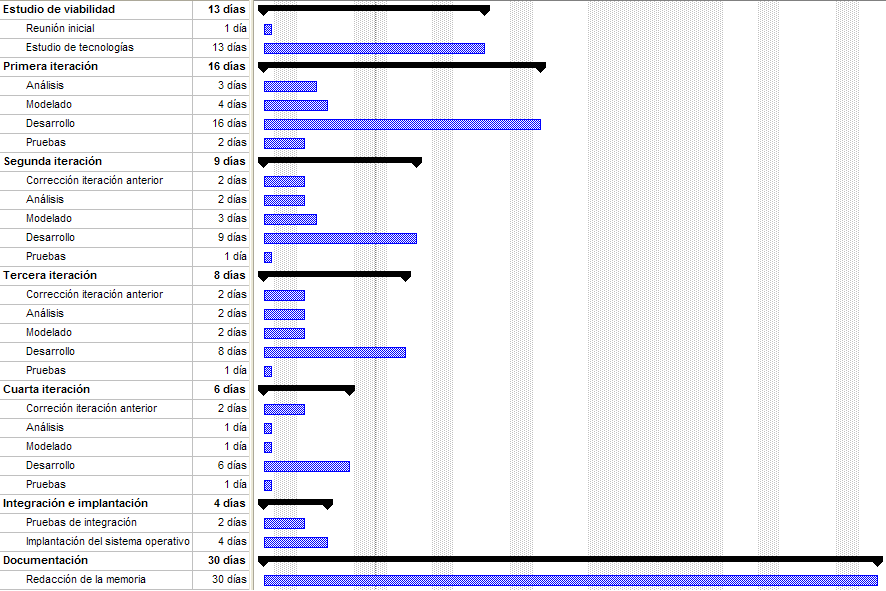 Estudio de viabilidad 13 días
Reunión inicial 1 día
Estudio de tecnologías 13 días
Primera iteración 16 días
Análisis 3 días
Modelado 4 días
Desarrollo 16 días
Pruebas 2 días
Segunda iteración 9 días
Corrección iteración anterior 2 días
Análisis 2 días
Modelado 3 días
Desarrollo 9 días
Pruebas 1 día
Tercera iteración 8 días
Corrección iteración anterior 2 días
Análisis 2 días
Modelado 2 días
Desarrollo 8 días
Pruebas 1 día
Cuarta iteración 6 días
Correción iteración anterior 2 días
Análisis 1 día
Modelado 1 día
Desarrollo 6 días
Pruebas 1 día
Integración e implantación 4 días
Pruebas de integración 2 días
Implantación del sistema operativo 4 días
Documentación 30 días
Redacción de la memoria 30 días